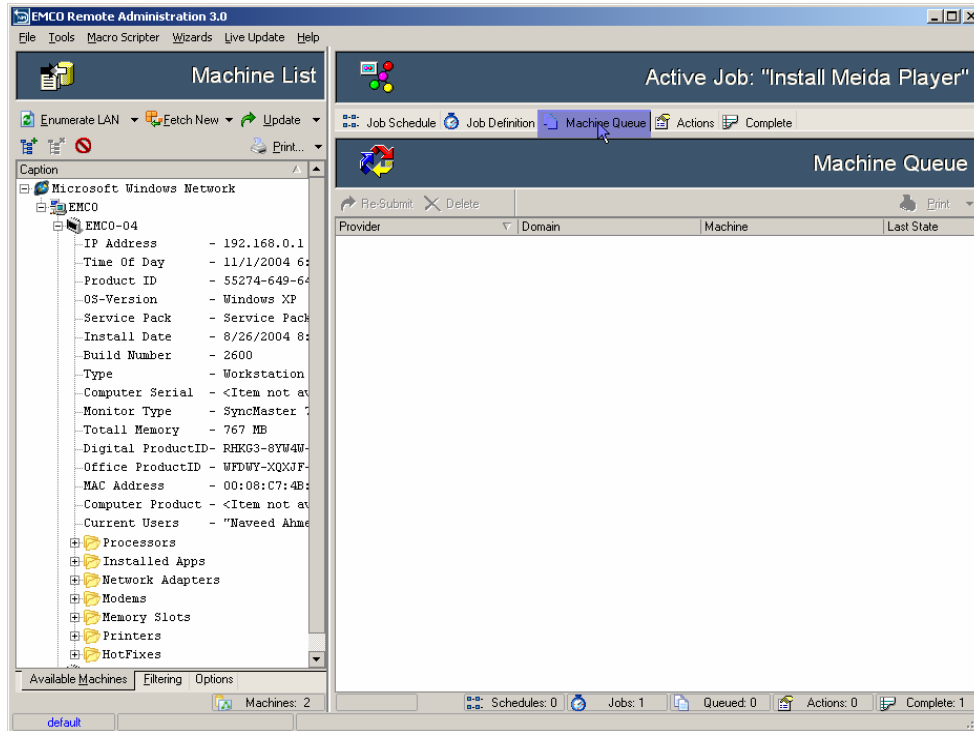 EMCO Remote Administration 3.0
File Tools Macro Scripter Wizards Live Update Help
Machine List
Enumerate LAN Fetch New Update
Print...
Caption
Microsoft Windows Network
EMCO
EMCO-04
IP Address - 192.168.0.1
Time Of Day - 11/1/2004 6:
Product ID - 55274-649-64
OS-Version - Windows XP
Service Pack - Service Pack
Install Date - 8/26/2004 8:
Build Number - 2600
Type - Workstation
Computer Serial - <Item not av
Monitor Type - SyncMaster 7
Totall Memory - 767 MB
Digital ProductID- RHKG3-8YW4W-
Office ProductID - WFDWY-XQXJF-
MAC Address - 00:08:C7:4B:
Computer Product - <Item not av
Current Users - "Naveed Ahme
Processors
Installed Apps
Network Adapters
Modems
Memory Slots
Printers
HotFixes
Available Machines Filtering Options
Machines: 2
default
Active Job: "Install Meida Player"
Job Schedule Job Definition Machine Queue Actions Complete
Machine Queue
Re-Submit Delete Print
Provider Domain Machine Last State
Schedules: 0 Jobs: 1 Queued: 0 Actions: 0 Complete: 1